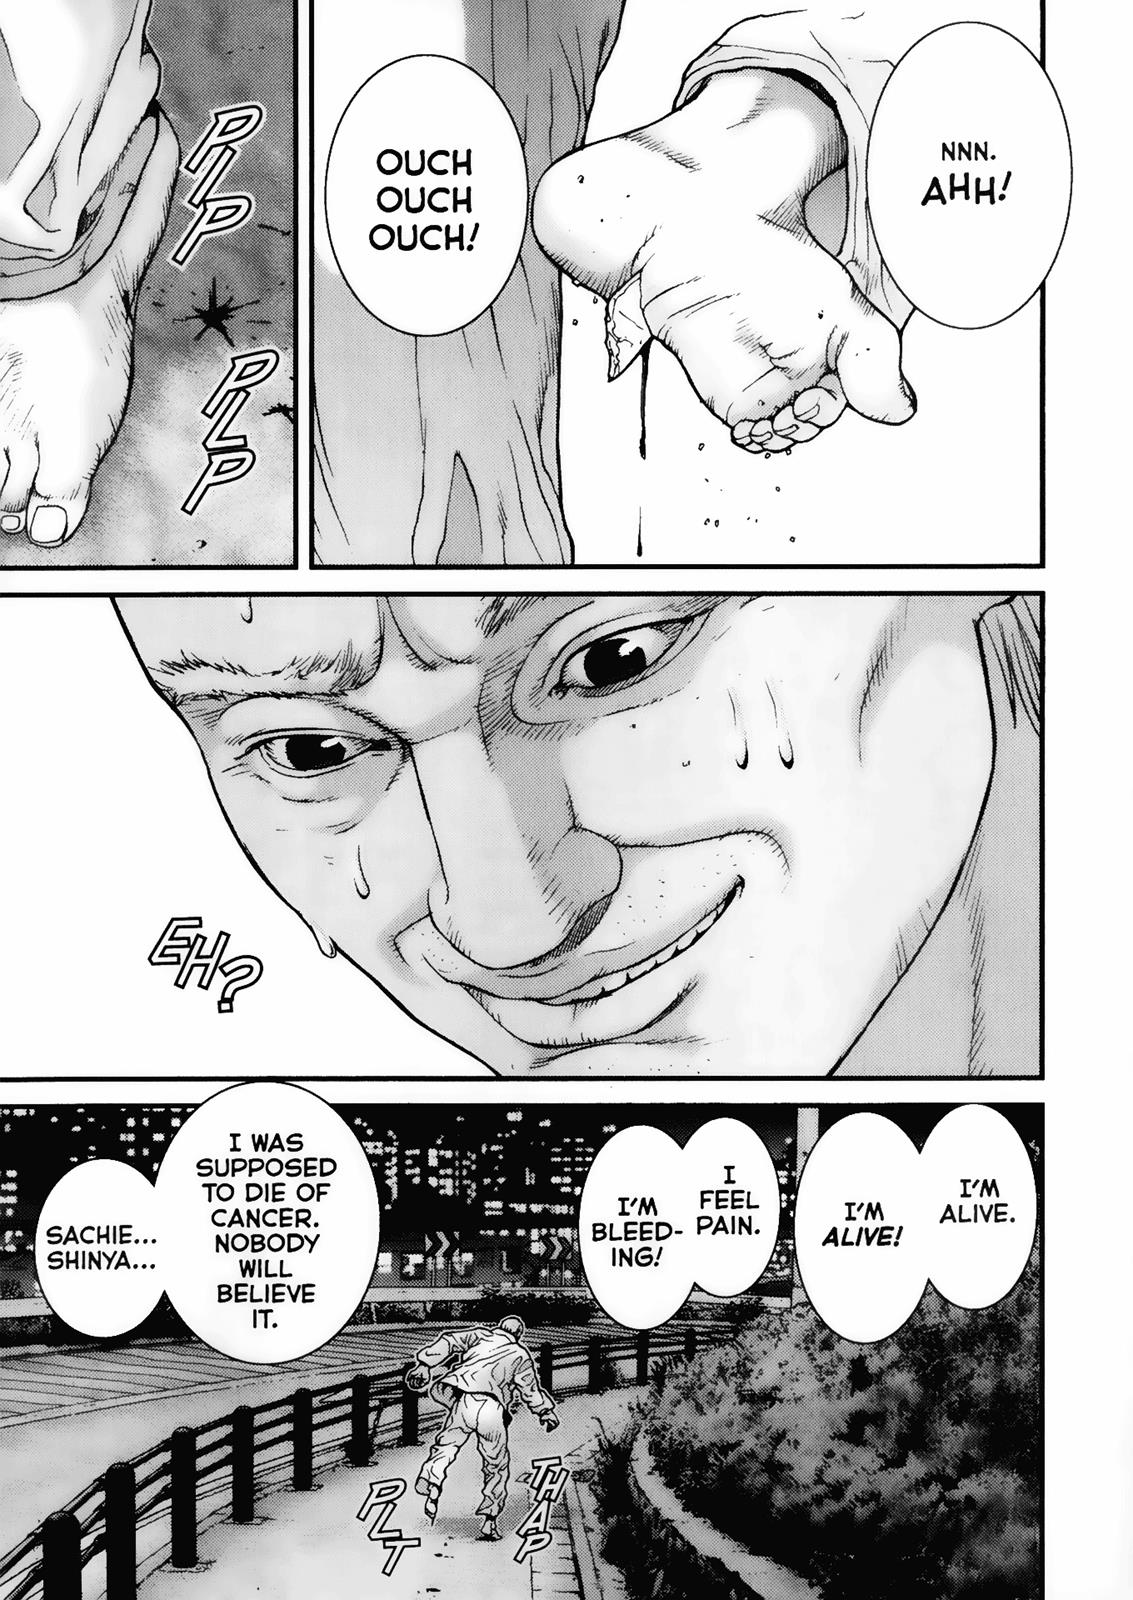 NNN.
AHH!
OUCH
OUCH
OUCH!
PIP
PLP
EH?
I'M
ALIVE.
I'M
ALIVE!
I
FEEL
PAIN.
I'M
BLEED-
ING!
I WAS
SUPPOSED
TO DIE OF
CANCER.
NOBODY
WILL
BELIEVE
IT.
SACHIE...
SHINYA...
THAP
PLT